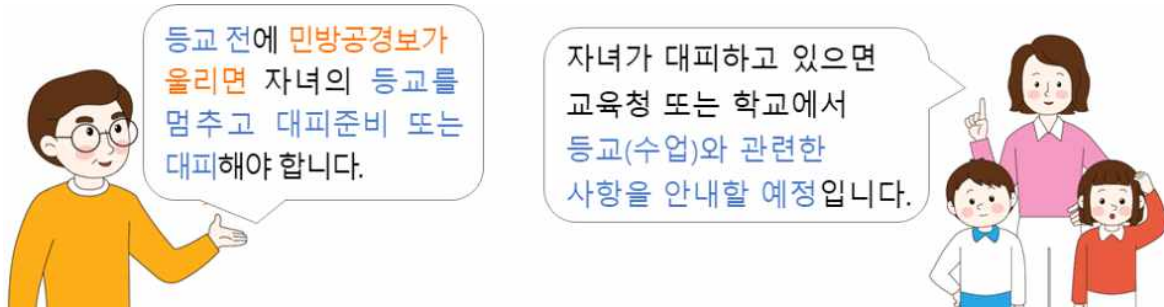 등교 전에 민방공경보가
울리면 자녀의 등교를
멈추고 대피준비 또는
대피해야 합니다.
자녀가 대피하고 있으면
교육청 또는 학교에서
등교(수업)와 관련한
사항을 안내할 예정입니다.